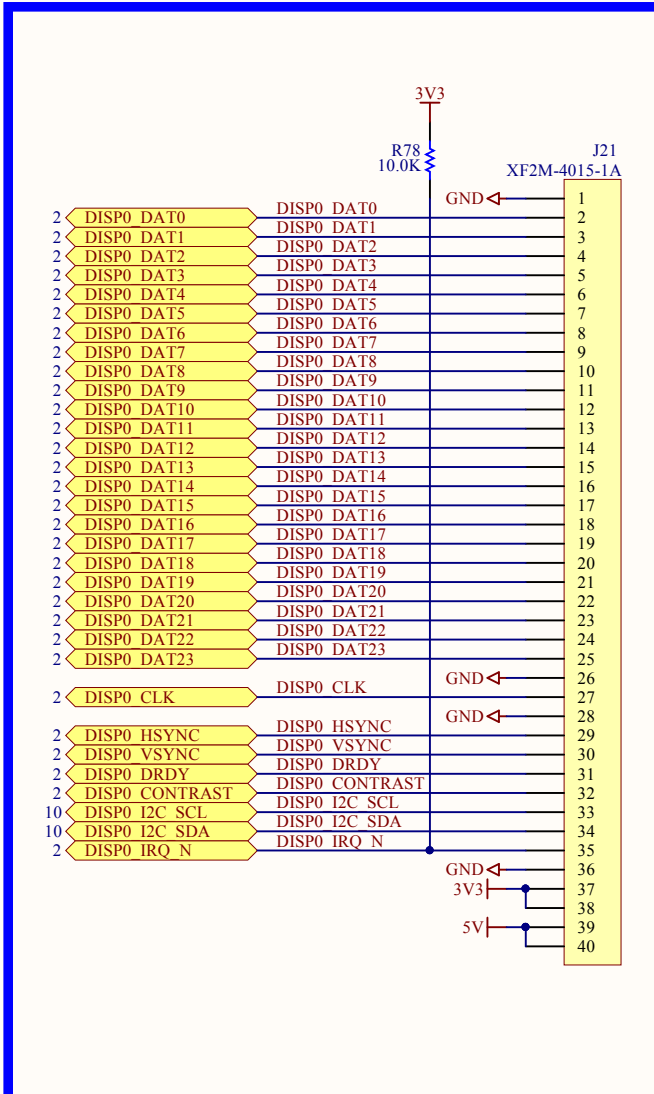 3V3
R78
10.0K
J21
XF2M-4015-1A
GND 1
2 DISP0_DAT0 DISP0_DAT0 2
2 DISP0_DAT1 DISP0_DAT1 3
2 DISP0_DAT2 DISP0_DAT2 4
2 DISP0_DAT3 DISP0_DAT3 5
2 DISP0_DAT4 DISP0_DAT4 6
2 DISP0_DAT5 DISP0_DAT5 7
2 DISP0_DAT6 DISP0_DAT6 8
2 DISP0_DAT7 DISP0_DAT7 9
2 DISP0_DAT8 DISP0_DAT8 10
2 DISP0_DAT9 DISP0_DAT9 11
2 DISP0_DAT10 DISP0_DAT10 12
2 DISP0_DAT11 DISP0_DAT11 13
2 DISP0_DAT12 DISP0_DAT12 14
2 DISP0_DAT13 DISP0_DAT13 15
2 DISP0_DAT14 DISP0_DAT14 16
2 DISP0_DAT15 DISP0_DAT15 17
2 DISP0_DAT16 DISP0_DAT16 18
2 DISP0_DAT17 DISP0_DAT17 19
2 DISP0_DAT18 DISP0_DAT18 20
2 DISP0_DAT19 DISP0_DAT19 21
2 DISP0_DAT20 DISP0_DAT20 22
2 DISP0_DAT21 DISP0_DAT21 23
2 DISP0_DAT22 DISP0_DAT22 24
2 DISP0_DAT23 DISP0_DAT23 25
GND 26
2 DISP0_CLK DISP0_CLK 27
GND 28
2 DISP0_HSYNC DISP0_HSYNC 29
2 DISP0_VSYNC DISP0_VSYNC 30
2 DISP0_DRDY DISP0_DRDY 31
2 DISP0_CONTRAST DISP0_CONTRAST 32
10 DISP0_I2C_SCL DISP0_I2C_SCL 33
10 DISP0_I2C_SDA DISP0_I2C_SDA 34
2 DISP0_IRQ_N DISP0_IRQ_N 35
GND 36
3V3 37
38
5V 39
40